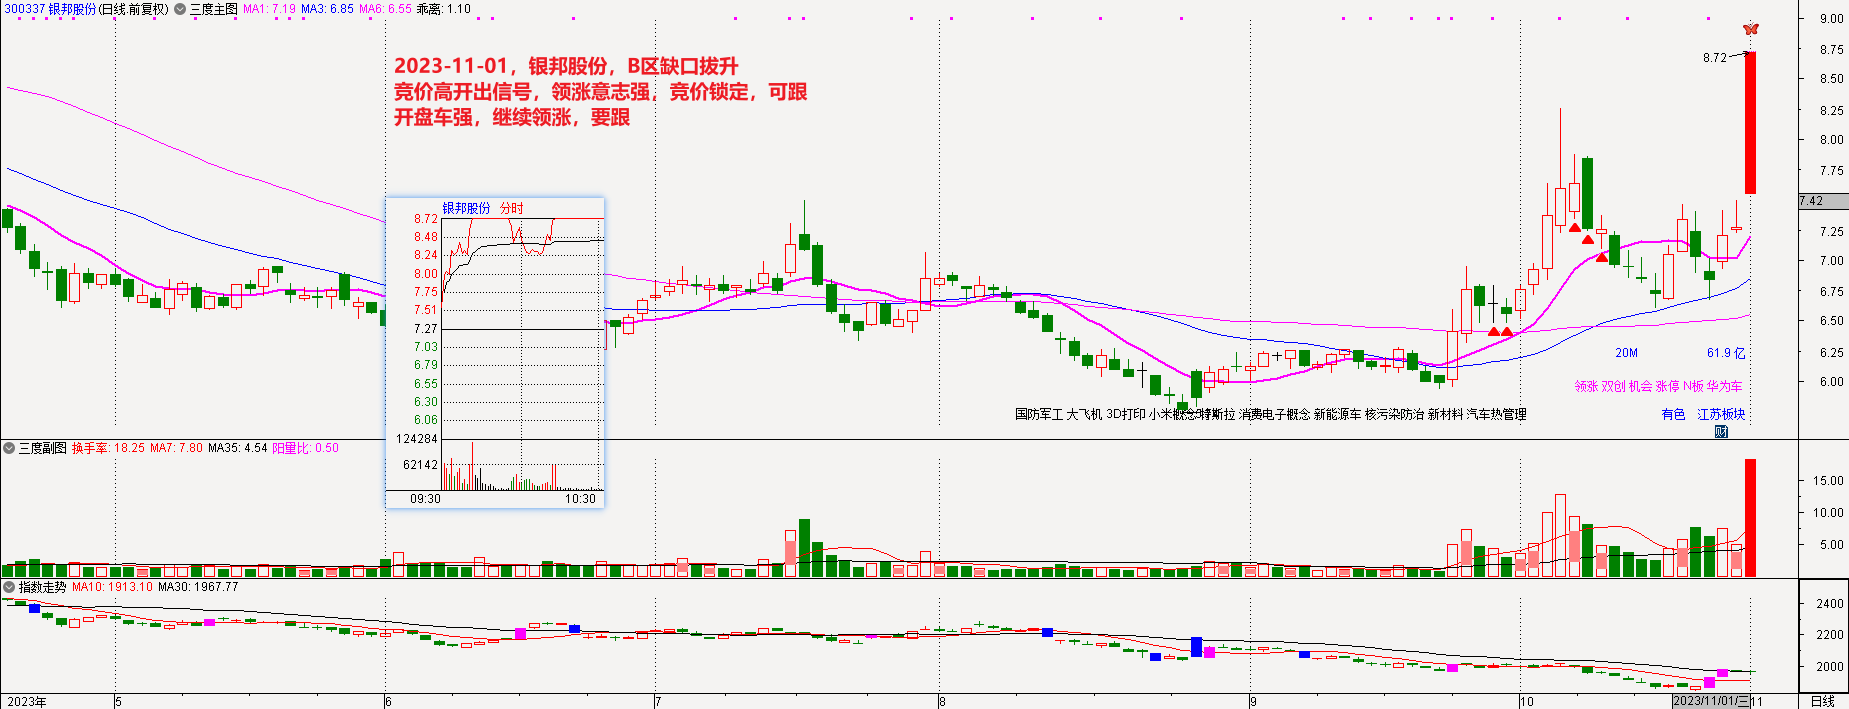 300337 银邦股份(日线.前复权) 三度主图 MA1: 7.19 MA3: 6.85 MA6: 6.55 乖离: 1.10
2023-11-01，银邦股份，B区缺口拔升
竞价高开出信号，领涨意志强，竞价锁定，可跟
开盘车强，继续领涨，要跟
8.72
9.00
8.75
8.50
8.25
8.00
7.75
7.42
7.25
7.00
6.75
6.50
6.25
6.00
银邦股份 分时
8.72
8.48
8.24
8.00
7.75
7.51
7.27
7.03
6.79
6.55
6.30
6.06
124284
62142
09:30 10:30
20M 61.9 亿
领涨 双创 机会 涨停 N板 华为车
国防军工 大飞机 3D打印 小米概念 特斯拉 消费电子概念 新能源车 核污染防治 新材料 汽车热管理
有色 江苏板块
财
三度副图 换手率: 18.25 MA7: 7.80 MA35: 4.54 阳量比: 0.50
15.00
10.00
5.00
指数走势 MA10: 1913.10 MA30: 1967.77
2400
2200
2000
2023年 5 6 7 8 9 10 2023/11/01/三 11 日线